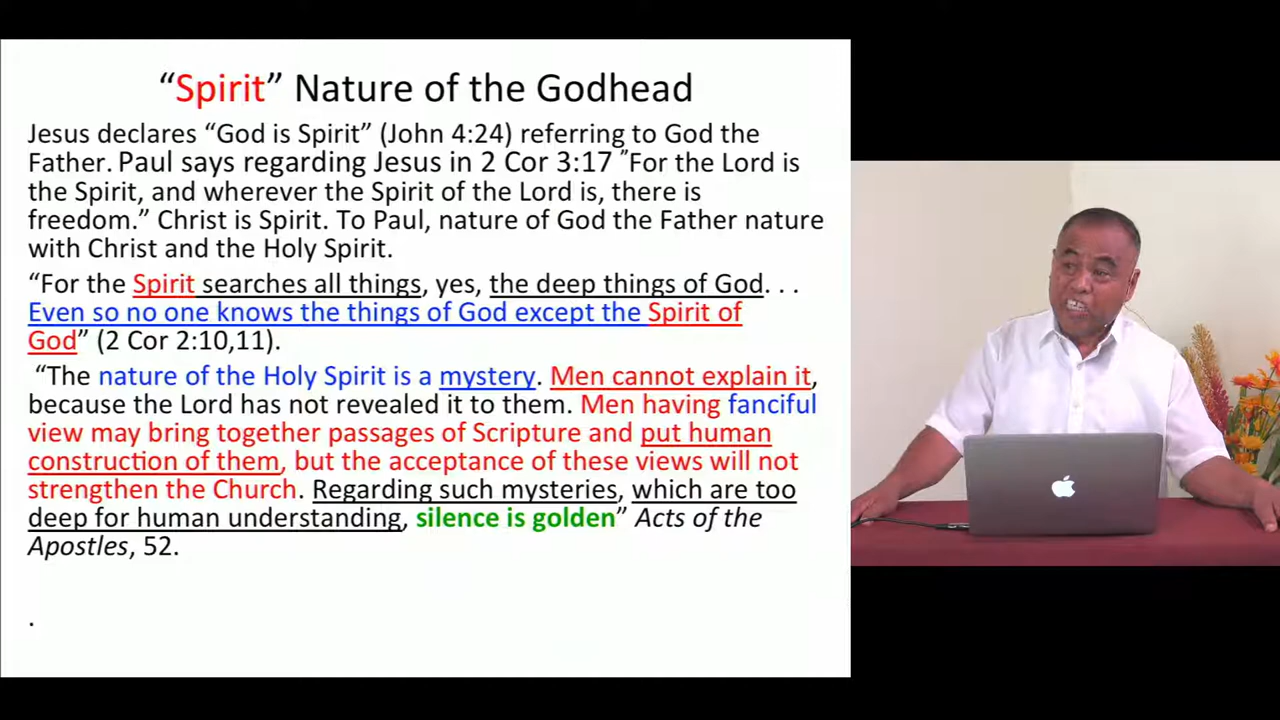 “Spirit” Nature of the Godhead
Jesus declares “God is Spirit” (John 4:24) referring to God the
Father. Paul says regarding Jesus in 2 Cor 3:17 ”For the Lord is
the Spirit, and wherever the Spirit of the Lord is, there is
freedom.” Christ is Spirit. To Paul, nature of God the Father nature
with Christ and the Holy Spirit.
“For the Spirit searches all things, yes, the deep things of God. . .
Even so no one knows the things of God except the Spirit of
God” (2 Cor 2:10,11).
“The nature of the Holy Spirit is a mystery. Men cannot explain it,
because the Lord has not revealed it to them. Men having fanciful
view may bring together passages of Scripture and put human
construction of them, but the acceptance of these views will not
strengthen the Church. Regarding such mysteries, which are too
deep for human understanding, silence is golden” Acts of the
Apostles, 52.
.